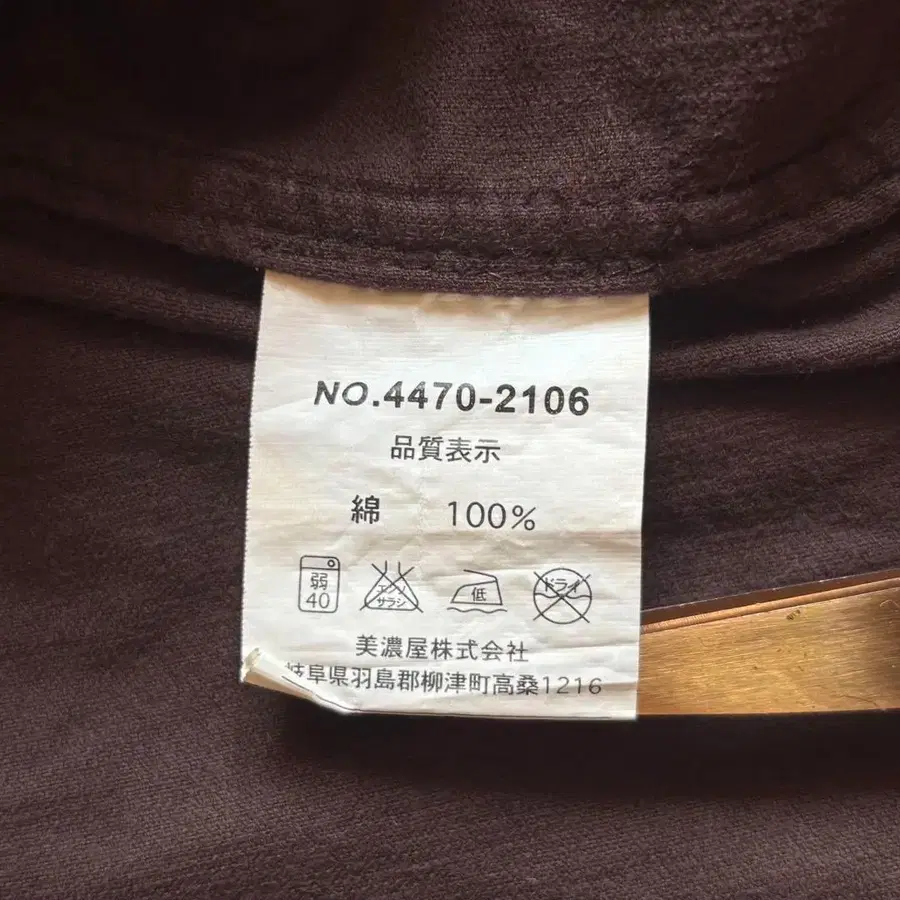 NO.4470-2106
品質表示
綿 100%
弱 40 エンソ サラシ 低 ドライ
美濃屋株式会社
岐阜県羽島郡柳津町高桑1216